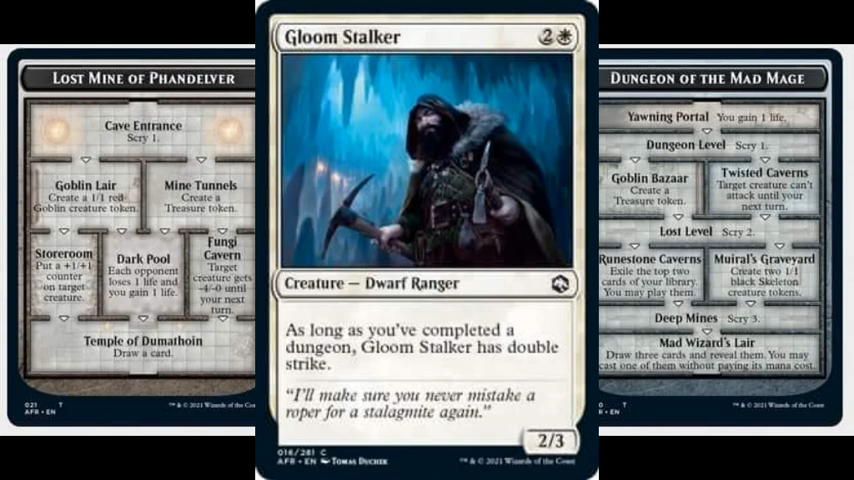 LOST MINE OF PHANDELVER
Cave Entrance
Scry 1.
Goblin Lair
Create a 1/1 red
Goblin creature token.
Mine Tunnels
Create a
Treasure token.
Storeroom
Put a +1/+1
counter
on target
creature.
Dark Pool
Each opponent
loses 1 life and
you gain 1 life.
Fungi
Cavern
Target
creature gets
-4/-0 until
your next
turn.
Temple of Dumathoin
Draw a card.
021 T
AFR • EN
™ & © 2021 Wizards of the Co
Gloom Stalker
2
Creature — Dwarf Ranger
As long as you've completed a
dungeon, Gloom Stalker has double
strike.
"I'll make sure you never mistake a
roper for a stalagmite again."
2/3
016/281 C
AFR • EN TOMAS DUCHEK
™ & © 2021 Wizards of the Coast
DUNGEON OF THE MAD MAGE
Yawning Portal You gain 1 life.
Dungeon Level Scry 1.
Goblin Bazaar
Create a
Treasure token.
Twisted Caverns
Target creature can't
attack until your
next turn.
Lost Level Scry 2.
Runestone Caverns
Exile the top two
cards of your library.
You may play them.
Muiral's Graveyard
Create two 1/1
black Skeleton
creature tokens.
Deep Mines Scry 3.
Mad Wizard's Lair
Draw three cards and reveal them. You may
cast one of them without paying its mana cost.
0 T
• EN
™ & © 2021 Wizards of the Coast